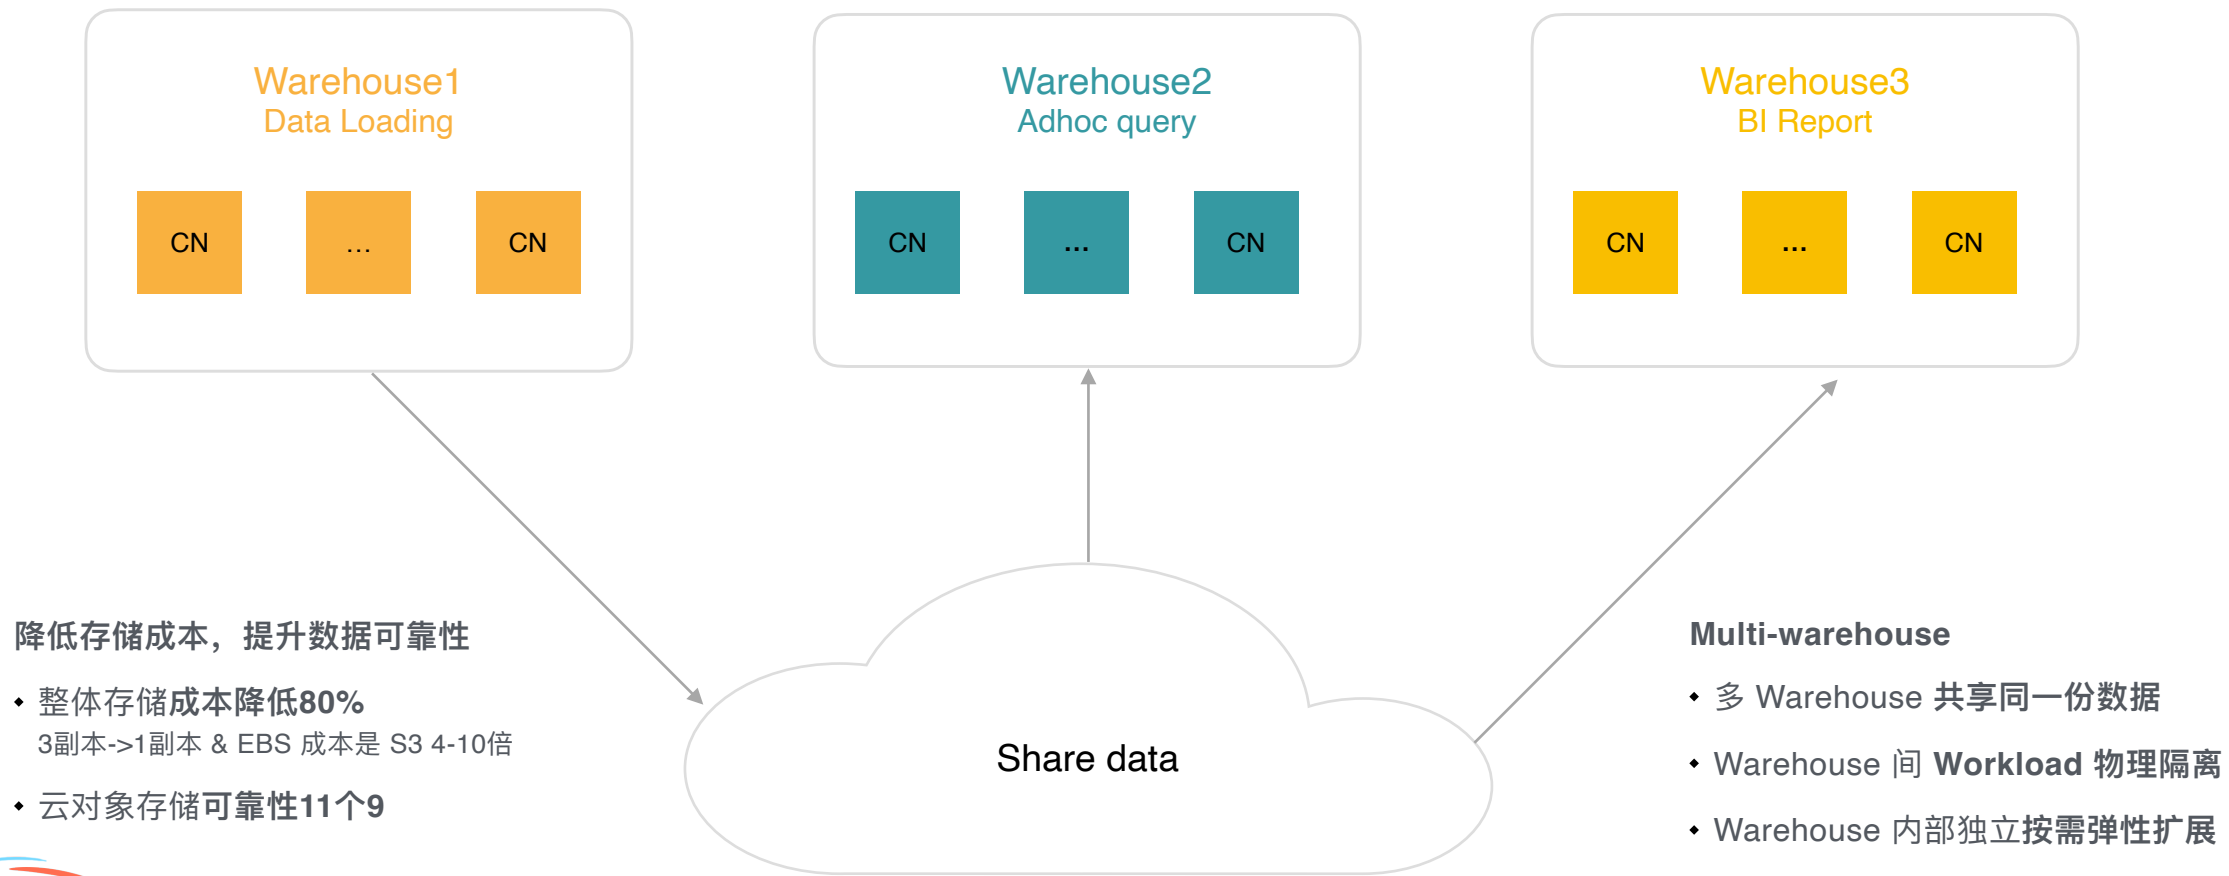 Warehouse1
Data Loading
CN
...
CN
Warehouse2
Adhoc query
CN
...
CN
Warehouse3
BI Report
CN
...
CN
Share data
降低存储成本，提升数据可靠性
整体存储成本降低80%
3副本->1副本 & EBS 成本是 S3 4-10倍
云对象存储可靠性11个9
Multi-warehouse
多 Warehouse 共享同一份数据
Warehouse 间 Workload 物理隔离
Warehouse 内部独立按需弹性扩展